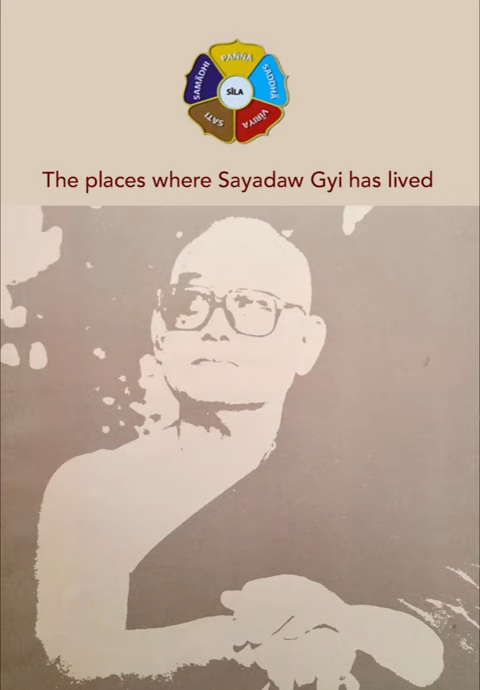 PAÑÑĀ
SAMĀDHI
SADDHĀ
SĪLA
SATI
VĪRIYA
The places where Sayadaw Gyi has lived